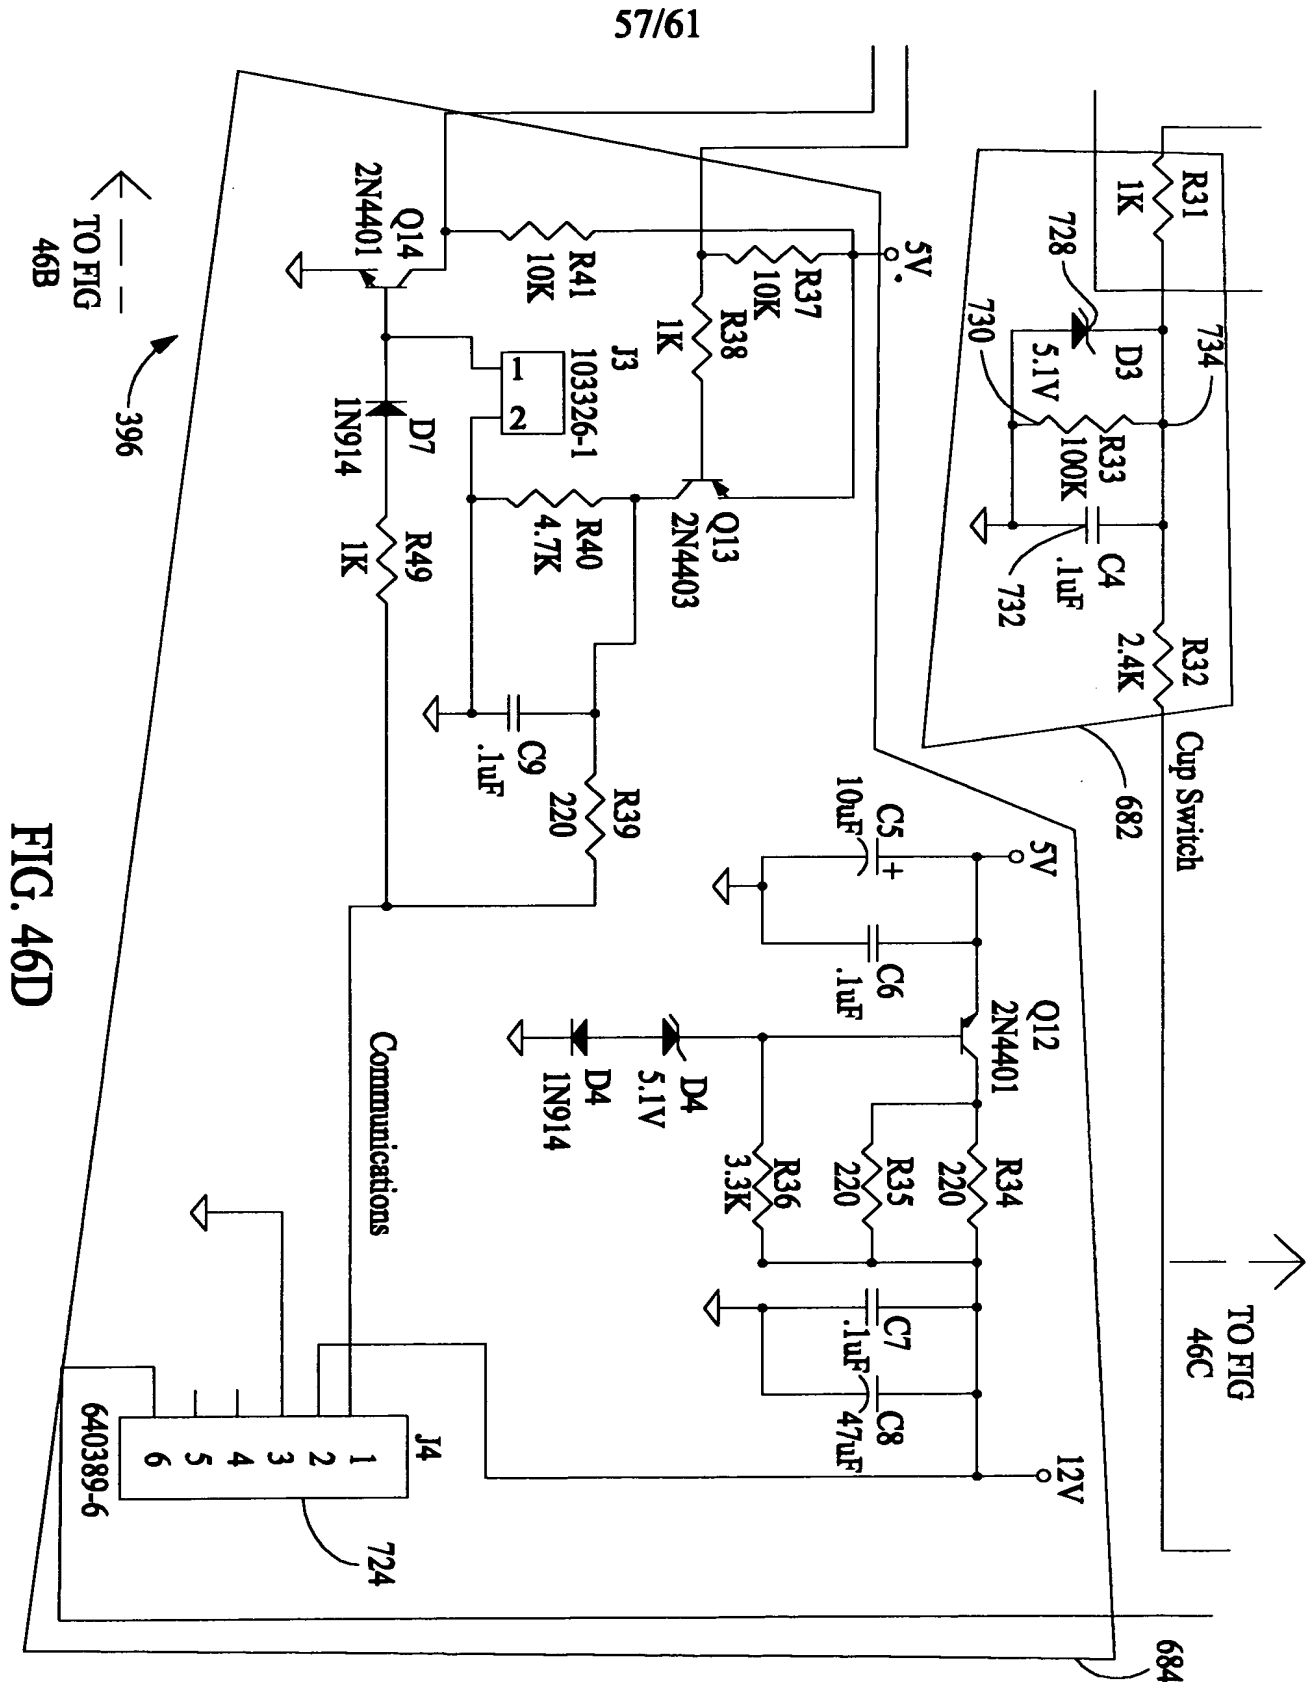 57/61
R31
1K
728
730
D3
5.1V
734
R33
100K
C4
.1uF
732
R32
2.4K
Cup Switch
682
TO FIG
46C
5V.
R37
10K
R41
10K
R38
1K
Q14
2N4401
TO FIG
46B
396
J3
103326-1
1
2
D7
1N914
Q13
2N4403
R40
4.7K
R49
1K
C9
.1uF
R39
220
5V
C5
10uF
+
C6
.1uF
Q12
2N4401
D4
5.1V
D4
1N914
R34
220
R35
220
R36
3.3K
C7
.1uF
C8
47uF
12V
Communications
J4
1
2
3
4
5
6
640389-6
724
684
FIG. 46D